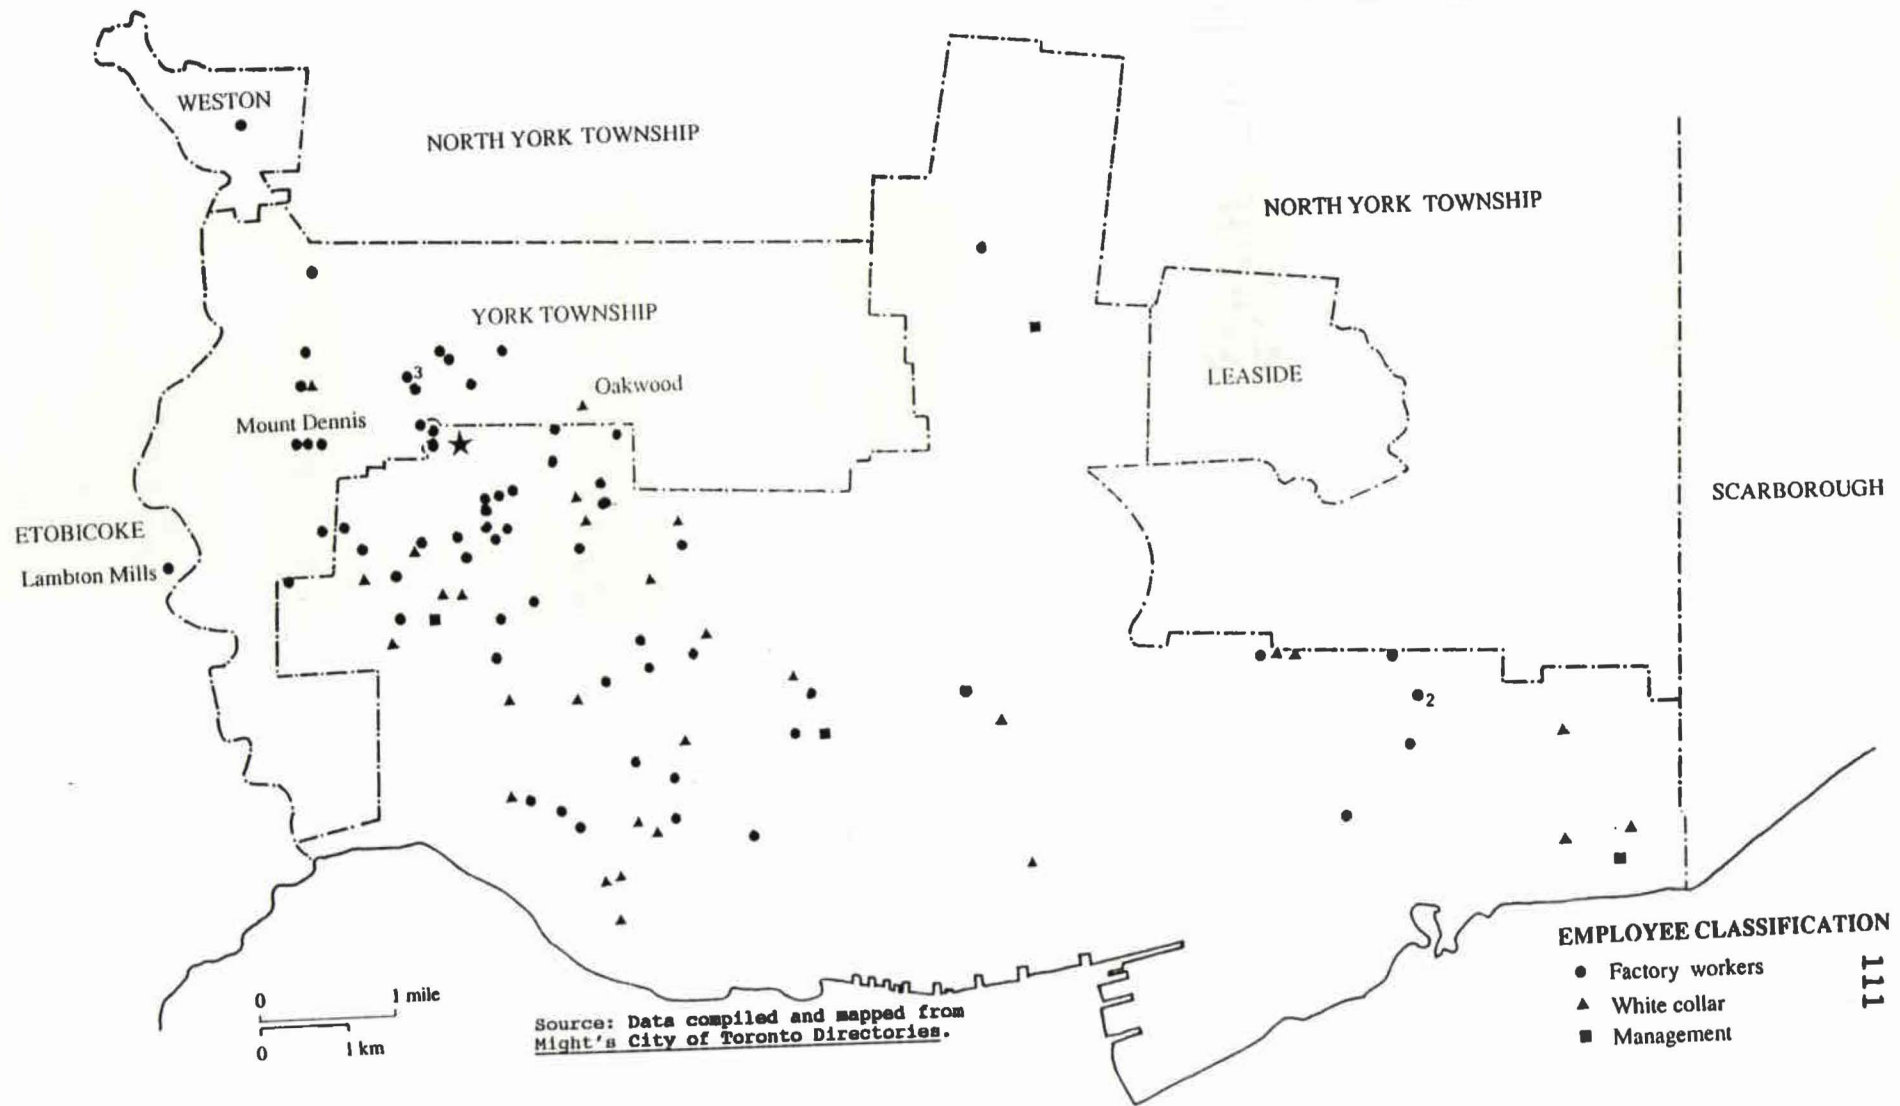 WESTON
NORTH YORK TOWNSHIP
NORTH YORK TOWNSHIP
YORK TOWNSHIP
LEASIDE
3
Oakwood
Mount Dennis
SCARBOROUGH
ETOBICOKE
Lambton Mills
2
EMPLOYEE CLASSIFICATION
Factory workers
White collar
Management
111
0 1 mile
0 1 km
Source: Data compiled and mapped from
Might's City of Toronto Directories.